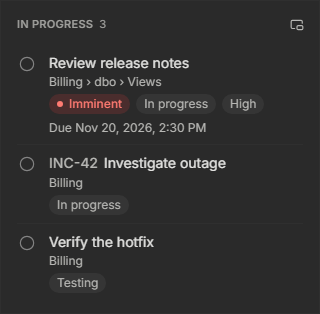 IN PROGRESS 3
Review release notes
Billing › dbo › Views
Imminent In progress High
Due Nov 20, 2026, 2:30 PM
INC-42 Investigate outage
Billing
In progress
Verify the hotfix
Billing
Testing